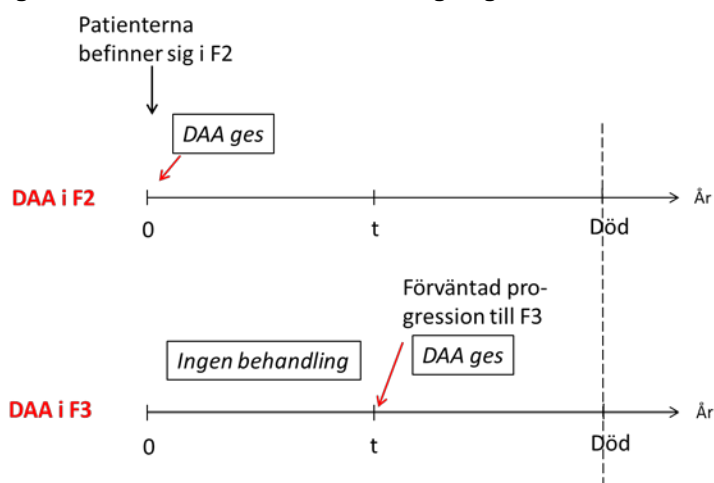 Patienterna
befinner sig i F2
DAA ges
DAA i F2
År
0
t
Död
Förväntad pro-
gression till F3
Ingen behandling
DAA ges
DAA i F3
År
0
t
Död